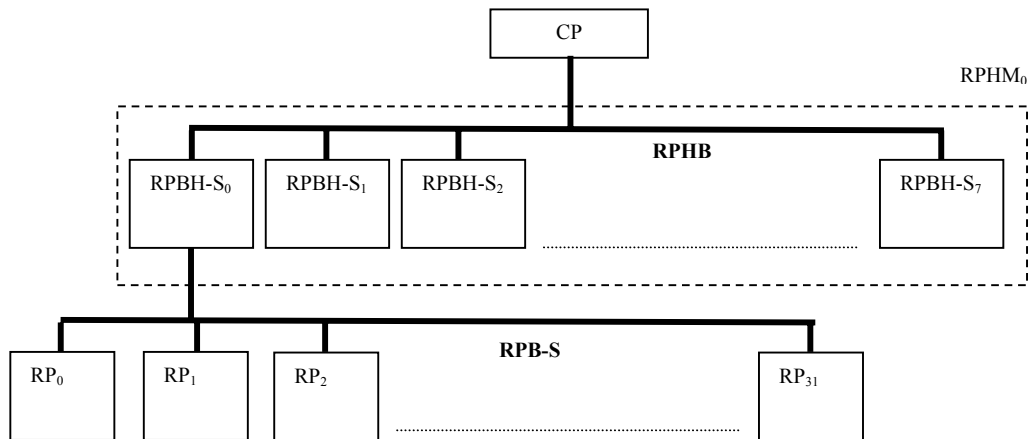 CP
RPHM₀
RPHB
RPBH-S₀
RPBH-S₁
RPBH-S₂
RPBH-S₇
RPB-S
RP₀
RP₁
RP₂
RP₃₁